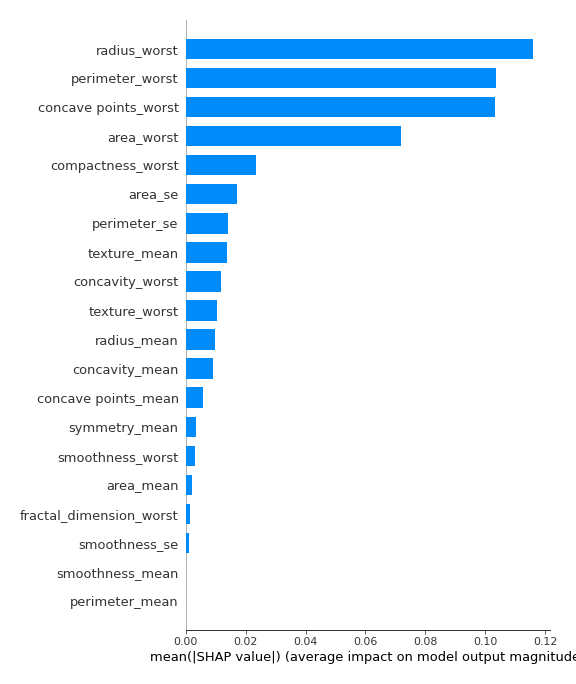 radius_worst
perimeter_worst
concave points_worst
area_worst
compactness_worst
area_se
perimeter_se
texture_mean
concavity_worst
texture_worst
radius_mean
concavity_mean
concave points_mean
symmetry_mean
smoothness_worst
area_mean
fractal_dimension_worst
smoothness_se
smoothness_mean
perimeter_mean
0.00 0.02 0.04 0.06 0.08 0.10 0.12
mean(|SHAP value|) (average impact on model output magnitude